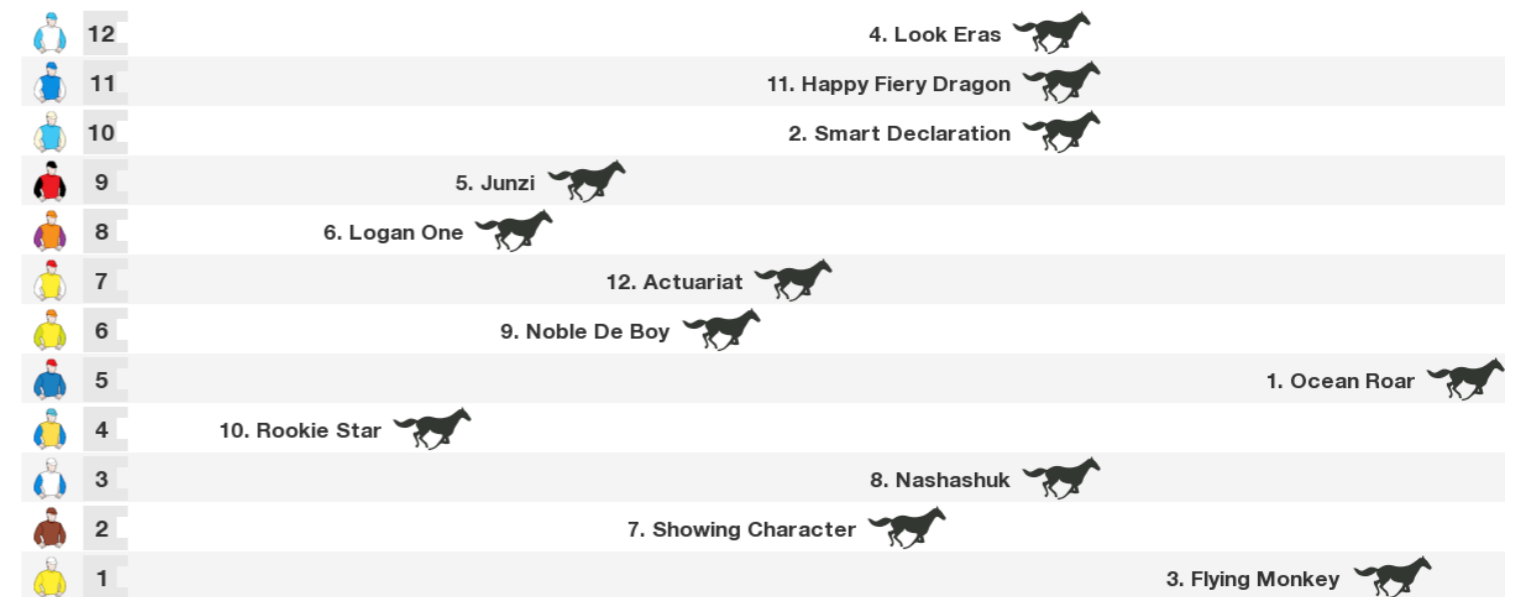 12 4. Look Eras
11 11. Happy Fiery Dragon
10 2. Smart Declaration
9 5. Junzi
8 6. Logan One
7 12. Actuariat
6 9. Noble De Boy
5 1. Ocean Roar
4 10. Rookie Star
3 8. Nashashuk
2 7. Showing Character
1 3. Flying Monkey